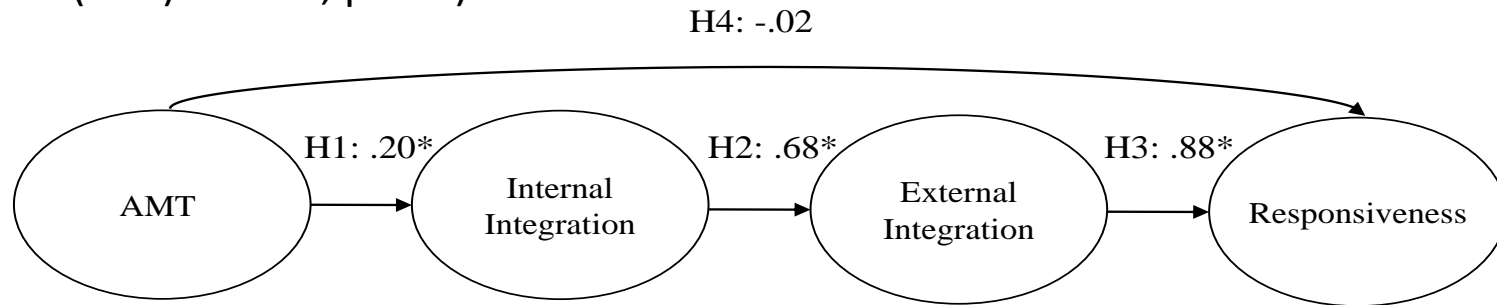 H4: -.02
H1: .20*
H2: .68*
H3: .88*
AMT
Internal
Integration
External
Integration
Responsiveness